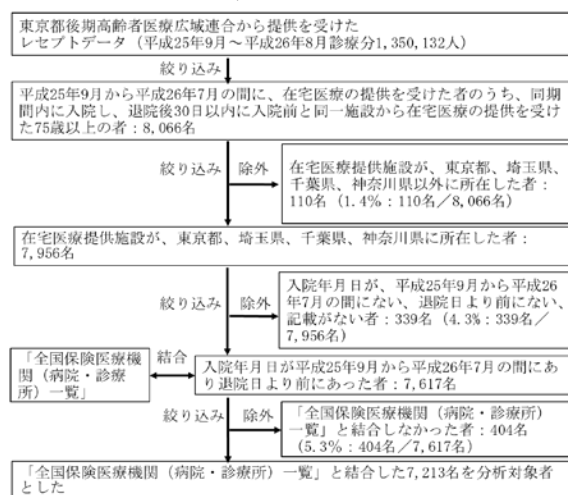 東京都後期高齢者医療広域連合から提供を受けた
レセプトデータ（平成25年9月～平成26年8月診療分1,350,132人）
絞り込み
平成25年9月から平成26年7月の間に、在宅医療の提供を受けた者のうち、同期
間内に入院し、退院後30日以内に入院前と同一施設から在宅医療の提供を受け
た75歳以上の者：8,066名
絞り込み
除外
在宅医療提供施設が、東京都、埼玉県、
千葉県、神奈川県以外に所在した者：
110名（1.4%：110名／8,066名）
在宅医療提供施設が、東京都、埼玉県、千葉県、神奈川県に所在した者：
7,956名
絞り込み
除外
入院年月日が、平成25年9月から平成26
年7月の間にない、退院日より前にない、
記載がない者：339名（4.3%：339名／
7,956名）
「全国保険医療機
関（病院・診療
所）一覧」
結合
入院年月日が平成25年9月から平成26年7月の間にあ
り退院日より前にあった者：7,617名
絞り込み
除外
「全国保険医療機関（病院・診療所）
一覧」と結合しなかった者：404名
（5.3%：404名／7,617名）
「全国保険医療機関（病院・診療所）一覧」と結合した7,213名を分析対象者
とした